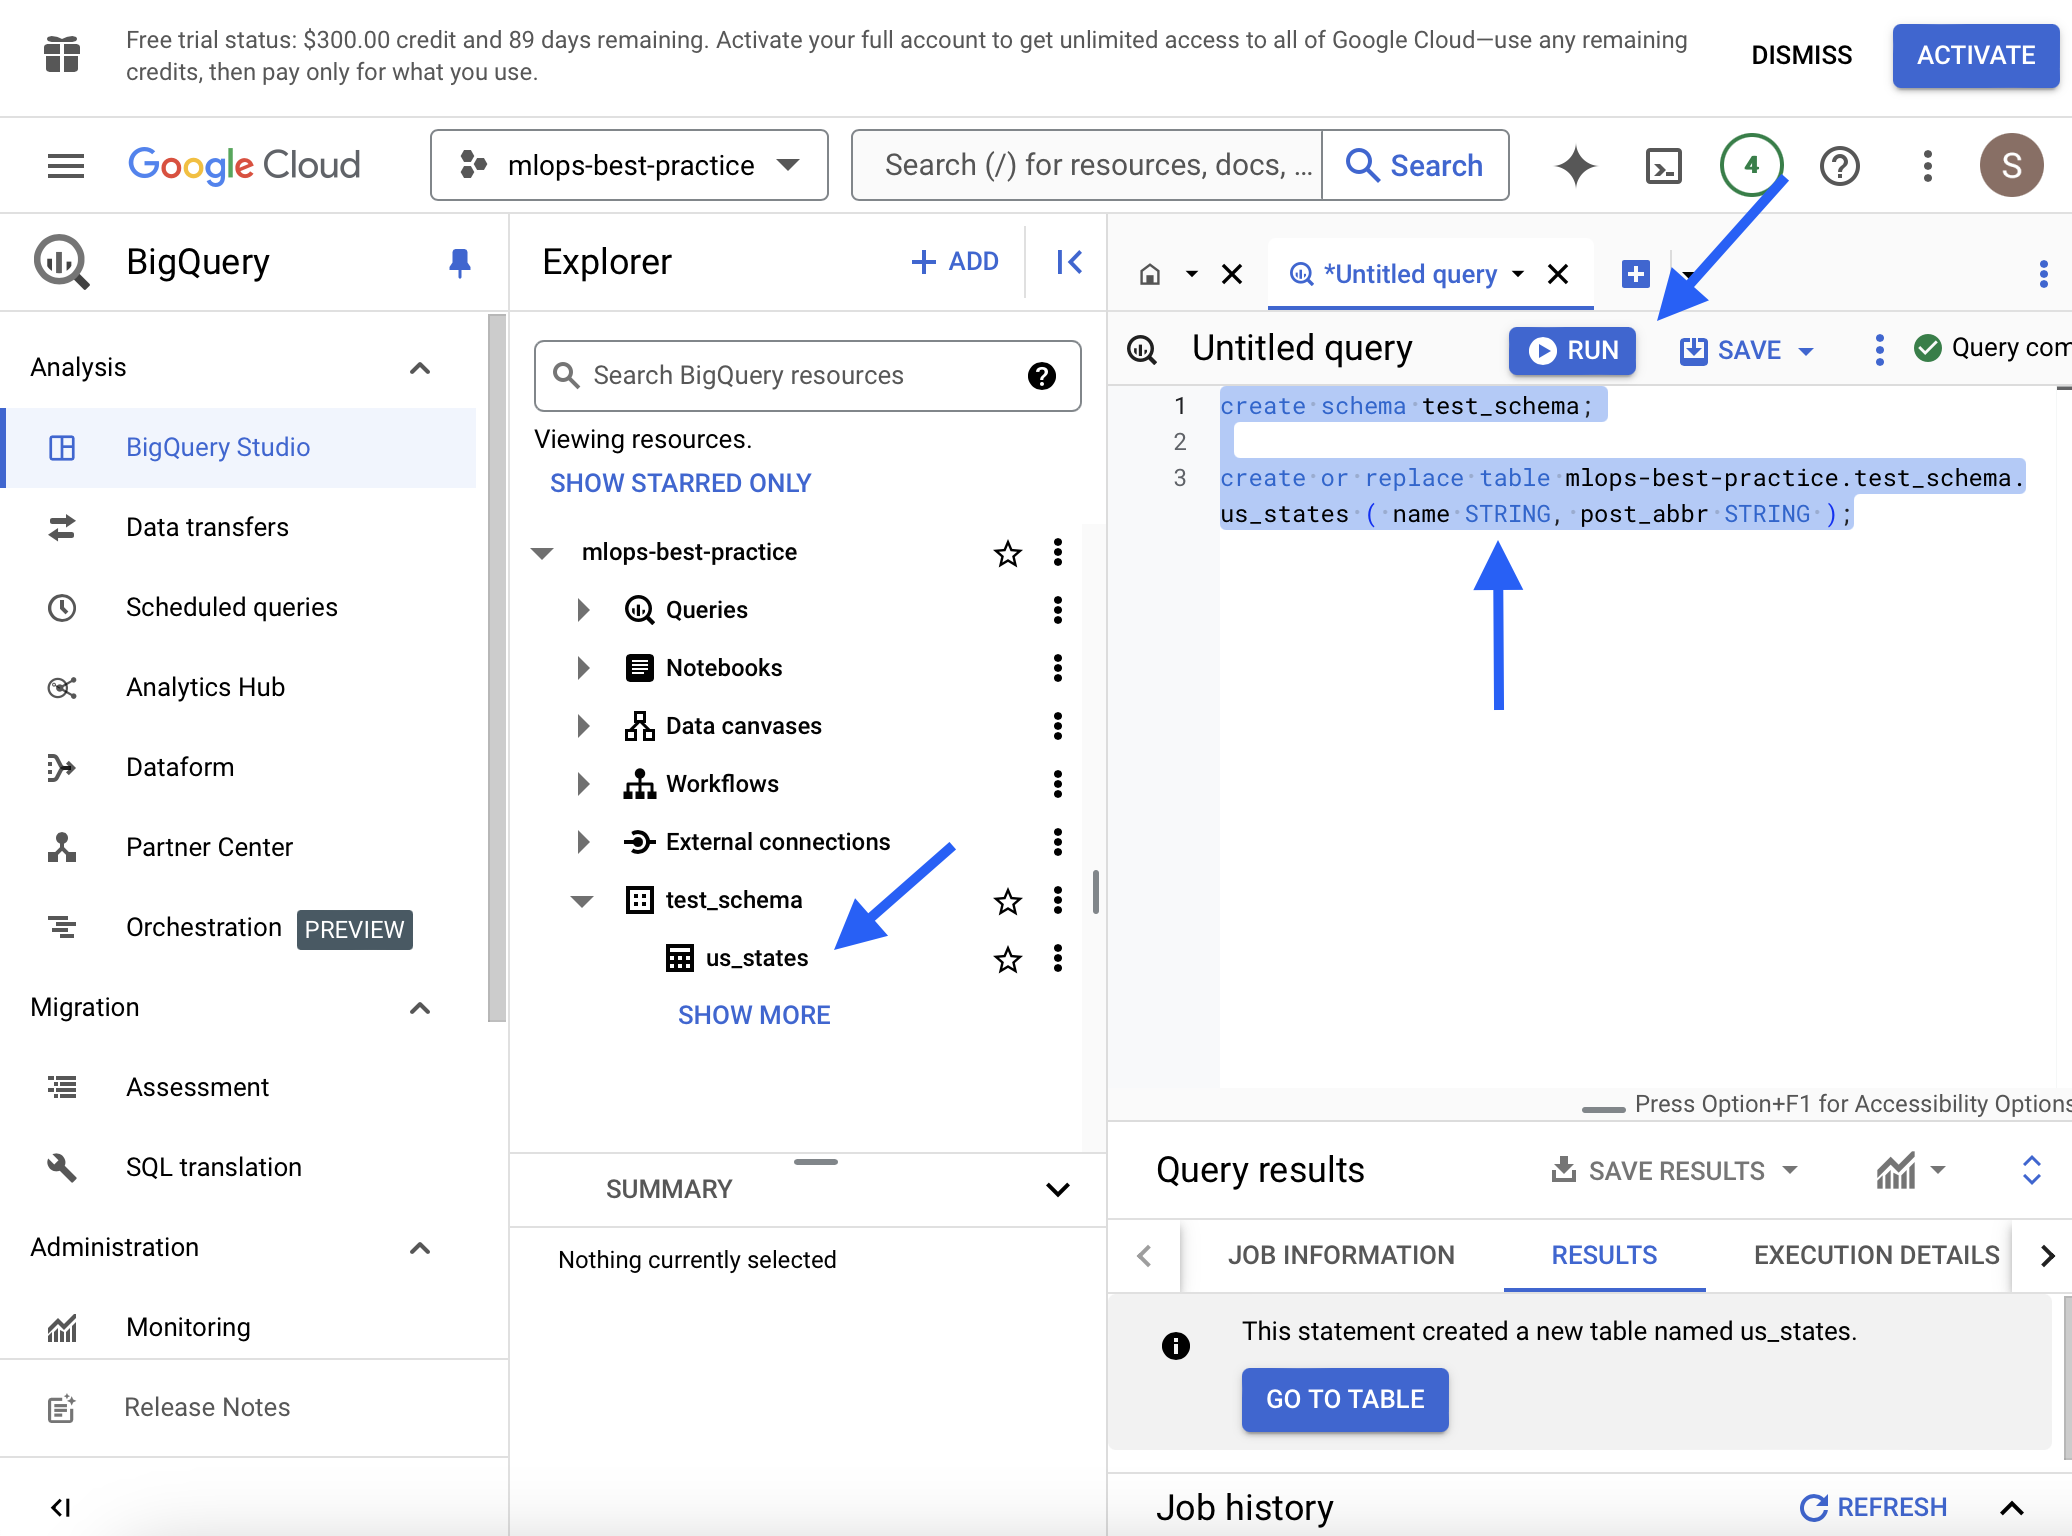 Free trial status: $300.00 credit and 89 days remaining. Activate your full account to get unlimited access to all of Google Cloud—use any remaining
credits, then pay only for what you use.
DISMISS
ACTIVATE
Google Cloud
mlops-best-practice
Search (/) for resources, docs, ...
Search
4
S
BigQuery
Analysis
BigQuery Studio
Data transfers
Scheduled queries
Analytics Hub
Dataform
Partner Center
Orchestration PREVIEW
Migration
Assessment
SQL translation
Administration
Monitoring
Release Notes
Explorer
ADD
Search BigQuery resources
Viewing resources.
SHOW STARRED ONLY
mlops-best-practice
Queries
Notebooks
Data canvases
Workflows
External connections
test_schema
us_states
SHOW MORE
SUMMARY
Nothing currently selected
*Untitled query
Untitled query
RUN
SAVE
Query com
1 create schema test_schema;
2
3 create or replace table mlops-best-practice.test_schema.
us_states ( name STRING, post_abbr STRING );
Press Option+F1 for Accessibility Options
Query results
SAVE RESULTS
JOB INFORMATION
RESULTS
EXECUTION DETAILS
This statement created a new table named us_states.
GO TO TABLE
Job history
REFRESH